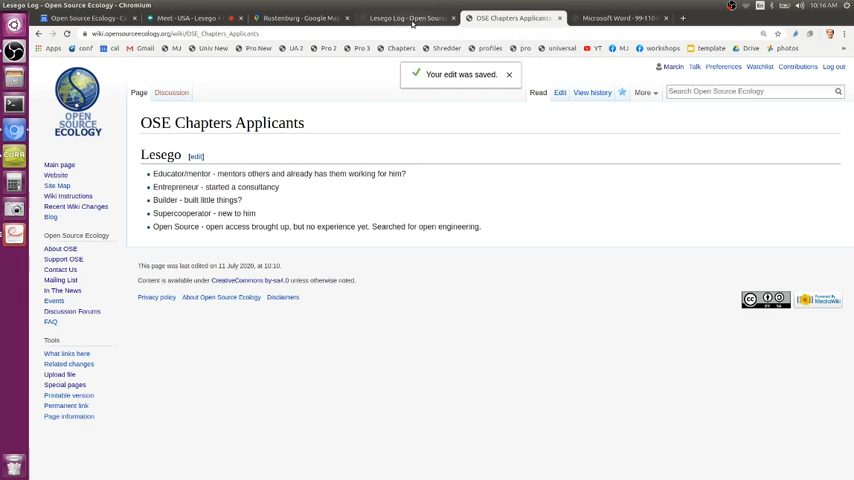 Lesego Log - Open Source Ecology - Chromium
En
10:16 AM
Open Source Ecology: C
Meet - USA - Lesego
Rustenburg - Google Ma
Lesego Log - Open Sourc
OSE Chapters Applicants
Microsoft Word - 99-110
wiki.opensourceecology.org/wiki/OSE_Chapters_Applicants
Apps
conf
cal
Gmail
MJ
Univ New
Pro New
UA 2
Pro 2
Pro 3
Chapters
Shredder
profiles
pro
universal
YT
MJ
workshops
template
Drive
photos
Your edit was saved.
Marcin
Talk
Preferences
Watchlist
Contributions
Log out
Page
Discussion
Read
Edit
View history
More
Search Open Source Ecology
OPEN SOURCE
ECOLOGY
OSE Chapters Applicants
Lesego [edit]
Educator/mentor - mentors others and already has them working for him?
Entrepreneur - started a consultancy
Builder - built little things?
Supercooperator - new to him
Open Source - open access brought up, but no experience yet. Searched for open engineering.
This page was last edited on 11 July 2020, at 10:10.
Content is available under CreativeCommons by-sa4.0 unless otherwise noted.
Privacy policy
About Open Source Ecology
Disclaimers
Powered By
MediaWiki
Main page
Website
Site Map
Wiki Instructions
Recent Wiki Changes
Blog
Open Source Ecology
About OSE
Support OSE
Contact Us
Mailing List
In The News
Events
Discussion Forums
FAQ
Tools
What links here
Related changes
Upload file
Special pages
Printable version
Permanent link
Page information
CURA